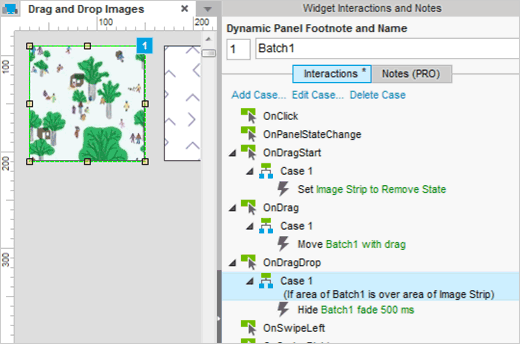 Drag and Drop Images
100
200
100
200
300
1
Widget Interactions and Notes
Dynamic Panel Footnote and Name
1 Batch1
Interactions * Notes (PRO)
Add Case... Edit Case... Delete Case
OnClick
OnPanelStateChange
OnDragStart
Case 1
Set Image Strip to Remove State
OnDrag
Case 1
Move Batch1 with drag
OnDragDrop
Case 1
(If area of Batch1 is over area of Image Strip)
Hide Batch1 fade 500 ms
OnSwipeLeft